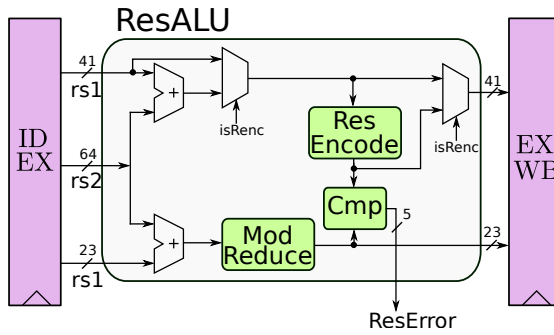 ResALU
41
rs1
+
isRenc
Res
Encode
isRenc
41
ID
EX
EX
WB
64
rs2
Cmp
5
+
Mod
Reduce
23
rs1
23
ResError